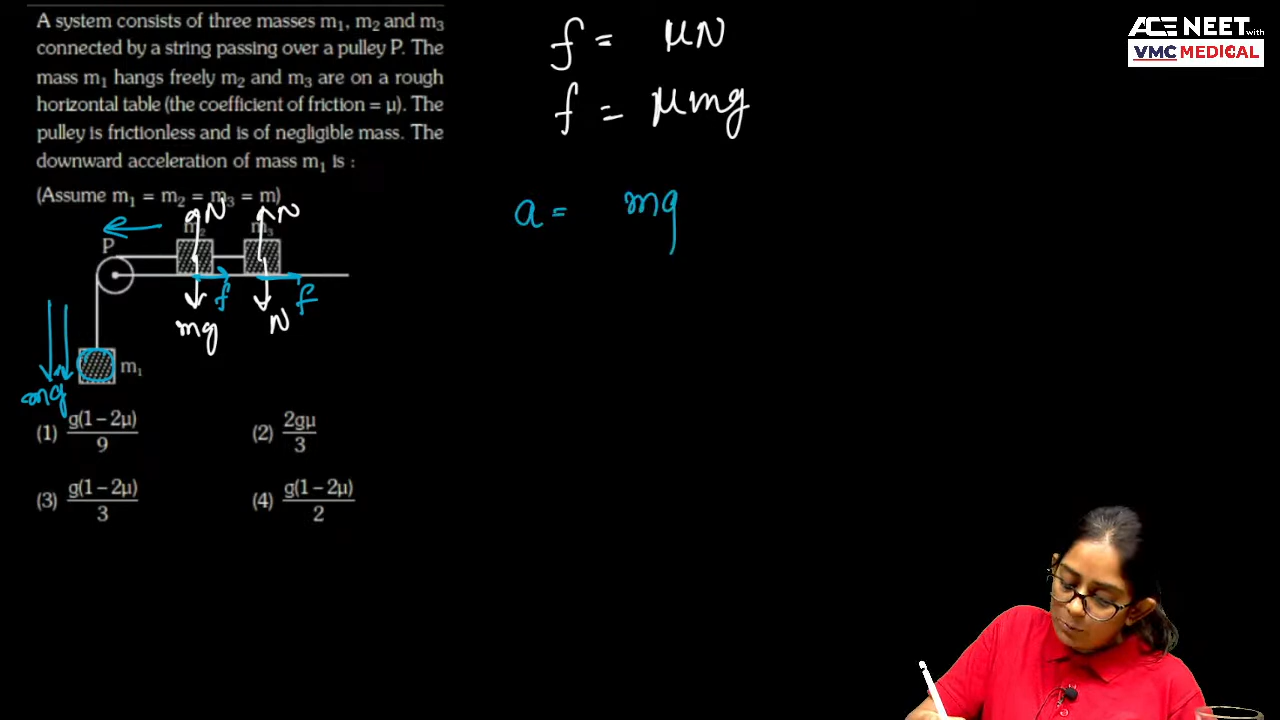 A system consists of three masses m₁, m₂ and m₃
connected by a string passing over a pulley P. The
mass m₁ hangs freely m₂ and m₃ are on a rough
horizontal table (the coefficient of friction = μ). The
pulley is frictionless and is of negligible mass. The
downward acceleration of mass m₁ is :
(Assume m₁ = m₂ = m₃ = m)
f = μN
f = μmg
a = mg
ACE NEET with
VMC MEDICAL
N N
m₂ m₃
P
f f
mg N
m₁
mg
(1) g(1 – 2μ)/9 (2) 2gμ/3
(3) g(1 – 2μ)/3 (4) g(1 – 2μ)/2